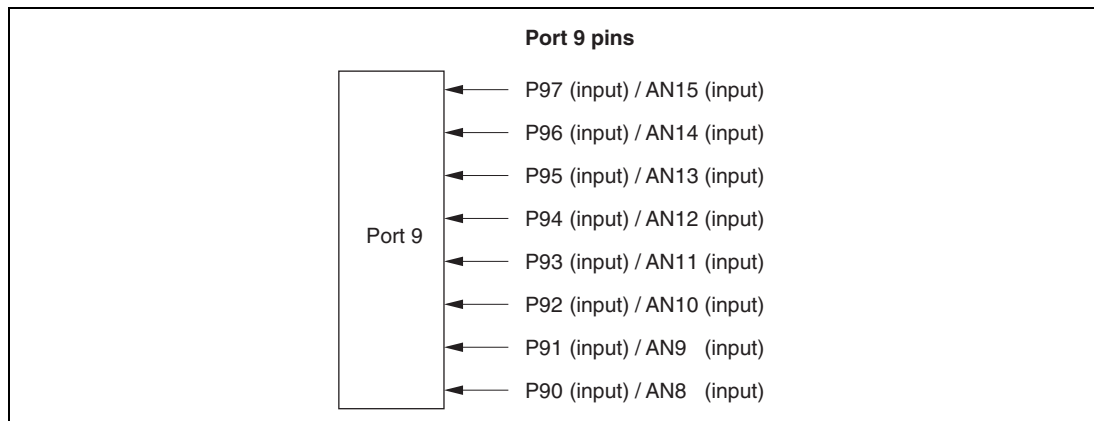 Port 9 pins
P97 (input) / AN15 (input)
P96 (input) / AN14 (input)
P95 (input) / AN13 (input)
P94 (input) / AN12 (input)
Port 9
P93 (input) / AN11 (input)
P92 (input) / AN10 (input)
P91 (input) / AN9 (input)
P90 (input) / AN8 (input)